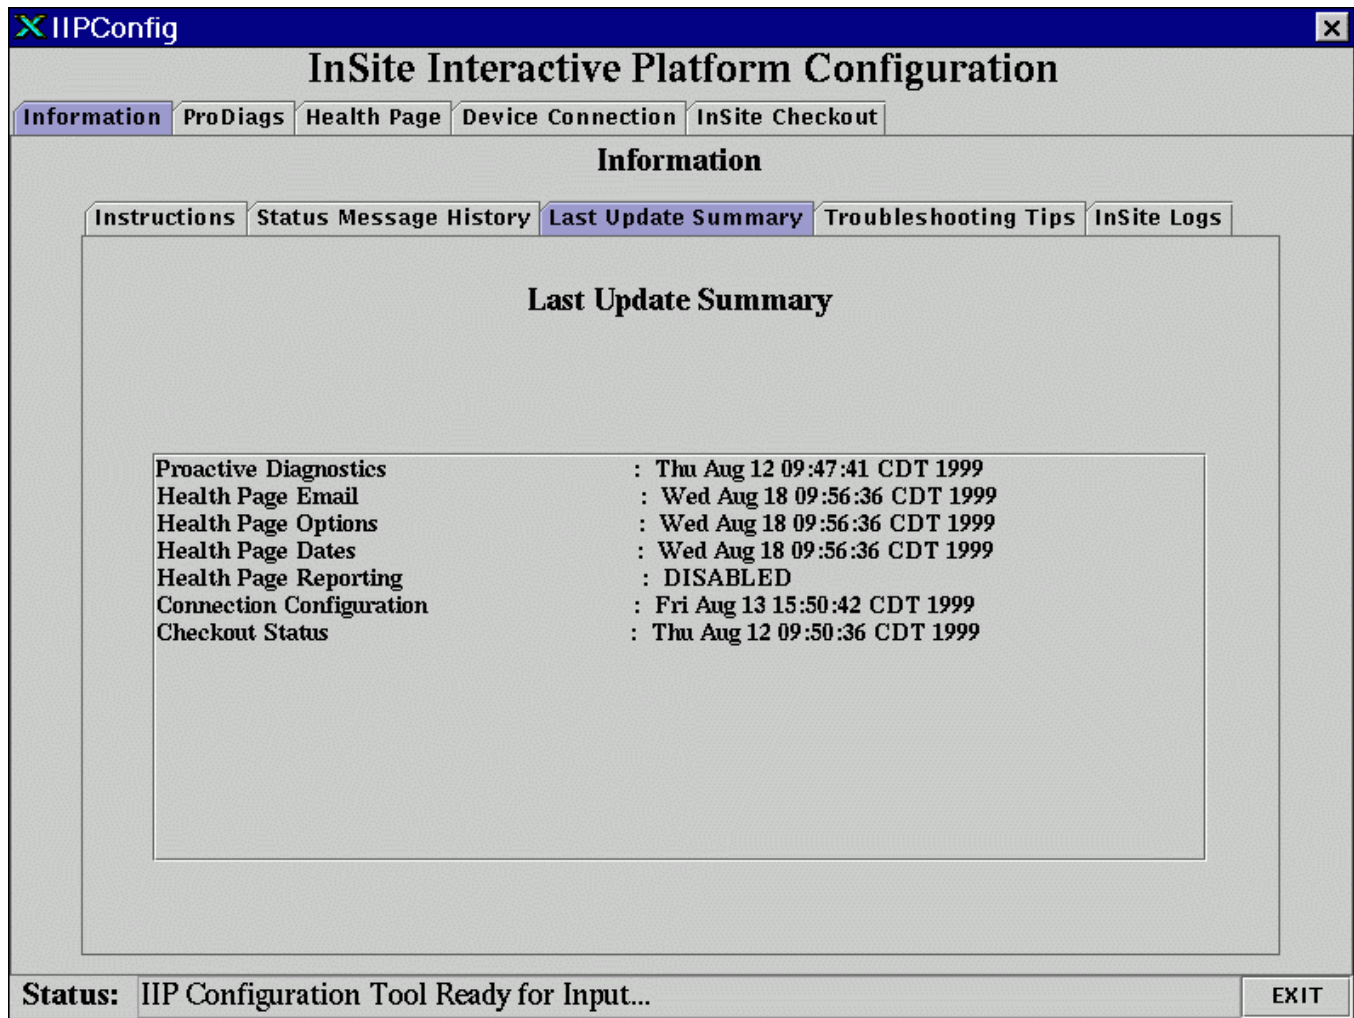 IIPConfig
InSite Interactive Platform Configuration
Information ProDiags Health Page Device Connection InSite Checkout
Information
Instructions Status Message History Last Update Summary Troubleshooting Tips InSite Logs
Last Update Summary
Proactive Diagnostics : Thu Aug 12 09:47:41 CDT 1999
Health Page Email : Wed Aug 18 09:56:36 CDT 1999
Health Page Options : Wed Aug 18 09:56:36 CDT 1999
Health Page Dates : Wed Aug 18 09:56:36 CDT 1999
Health Page Reporting : DISABLED
Connection Configuration : Fri Aug 13 15:50:42 CDT 1999
Checkout Status : Thu Aug 12 09:50:36 CDT 1999
Status: IIP Configuration Tool Ready for Input... EXIT